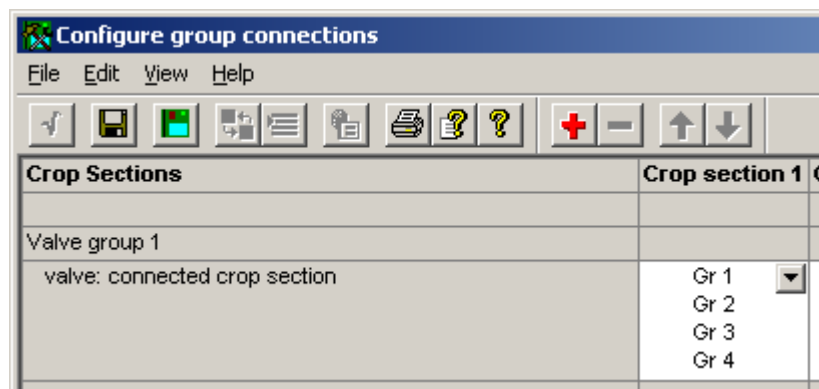 Configure group connections
File Edit View Help
Crop Sections Crop section 1
Valve group 1
valve: connected crop section Gr 1
Gr 2
Gr 3
Gr 4